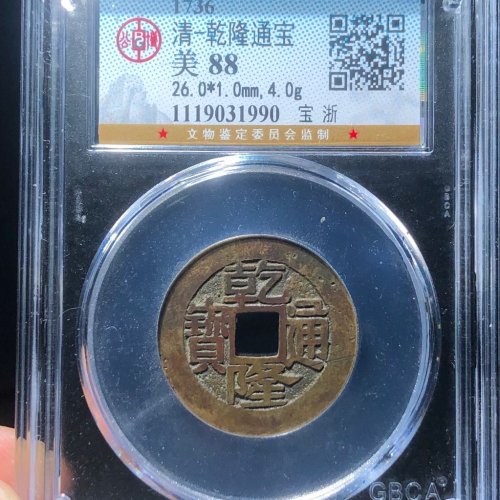 1736
清-乾隆通宝
美 88
26.0*1.0mm,4.0g
1119031990 宝 浙
★ 文物鉴定委员会监制 ★
GBCA
乾隆通寶
GBCA